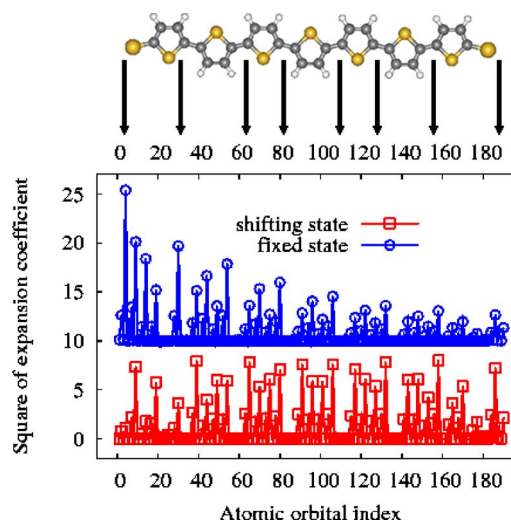 0 20 40 60 80 100 120 140 160 180
25
20
15
10
5
0
Square of expansion coefficient
shifting state
fixed state
0 20 40 60 80 100 120 140 160 180
Atomic orbital index